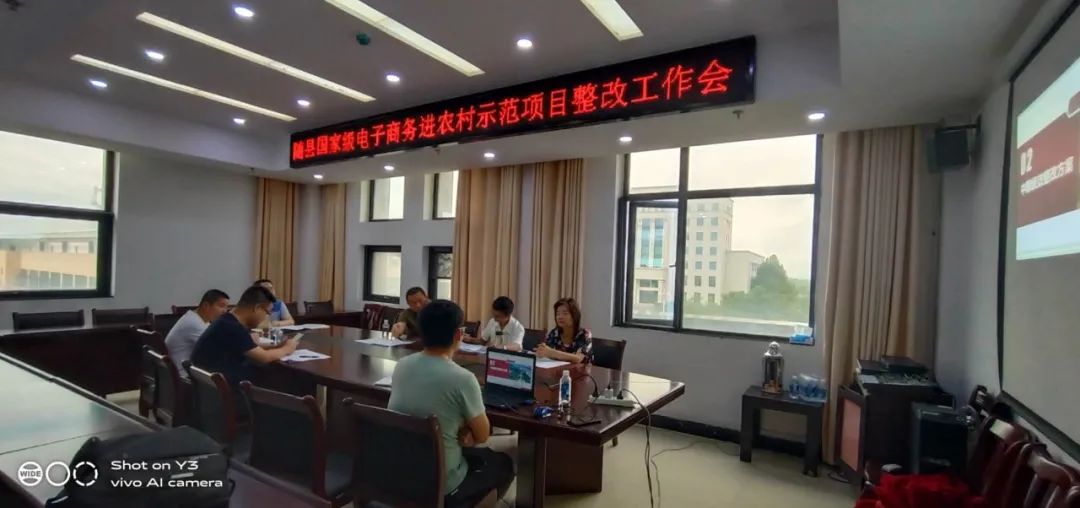 随县国家级电子商务进农村示范项目整改工作会
02
WIDE
Shot on Y3
vivo AI camera